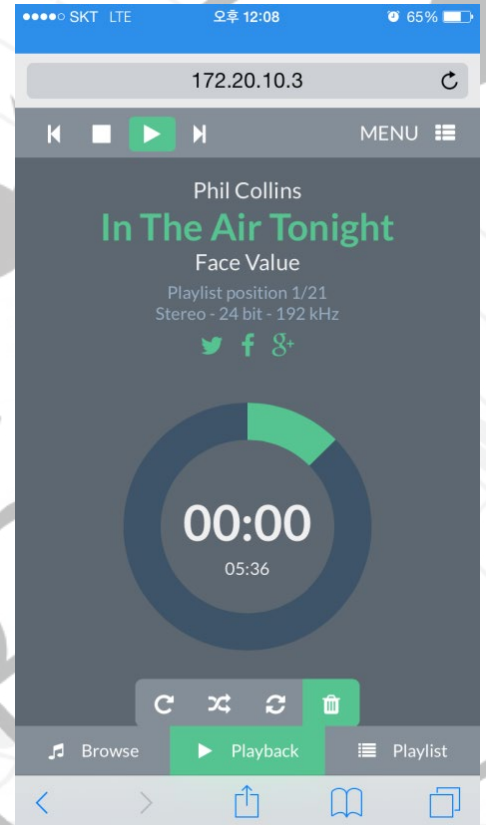 SKT LTE 오후 12:08 65%
172.20.10.3
MENU
Phil Collins
In The Air Tonight
Face Value
Playlist position 1/21
Stereo - 24 bit - 192 kHz
00:00
05:36
Browse Playback Playlist